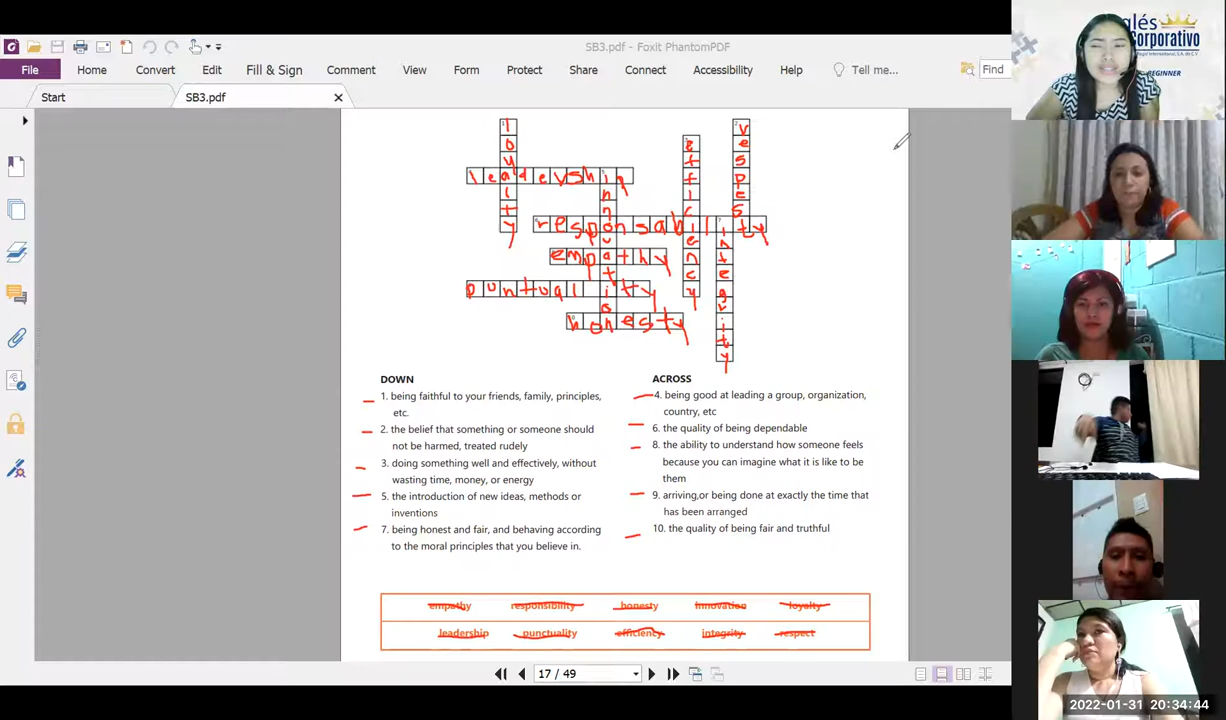 SB3.pdf - Foxit PhantomPDF
File Home Convert Edit Fill & Sign Comment View Form Protect Share Connect Accessibility Help Tell me... Find
Start SB3.pdf
loyalty
respect
efficiency
leadership
innovation
responsability
integrity
empathy
puntuality
honesty
DOWN
1. being faithful to your friends, family, principles,
etc.
2. the belief that something or someone should
not be harmed, treated rudely
3. doing something well and effectively, without
wasting time, money, or energy
5. the introduction of new ideas, methods or
inventions
7. being honest and fair, and behaving according
to the moral principles that you believe in.
ACROSS
4. being good at leading a group, organization,
country, etc
6. the quality of being dependable
8. the ability to understand how someone feels
because you can imagine what it is like to be
them
9. arriving,or being done at exactly the time that
has been arranged
10. the quality of being fair and truthful
empathy responsibility honesty innovation loyalty
leadership punctuality efficiency integrity respect
17 / 49
nglés
Corporativo
BEGINNER
2022-01-31 20:34:44